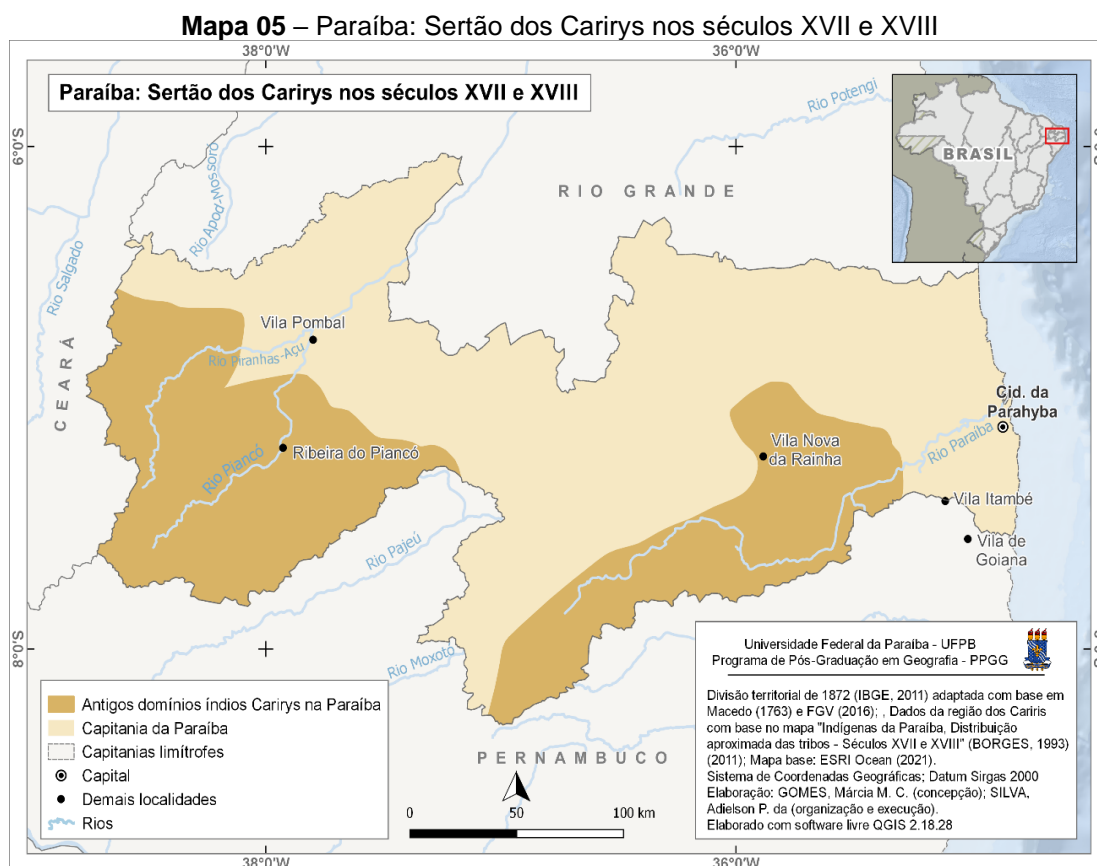 Mapa 05 – Paraíba: Sertão dos Carirys nos séculos XVII e XVIII
38°0'W
36°0'W
Paraíba: Sertão dos Carirys nos séculos XVII e XVIII
6°0'S
Rio Potengi
BRASIL
Rio Apodi-Mossoró
RIO GRANDE
Rio Salgado
Vila Pombal
Rio Piranhas-Açu
CEARÁ
Cid. da
Parahyba
Rio Paraíba
Vila Nova
da Rainha
Ribeira do Piancó
Rio Piancó
Vila Itambé
Vila de
Goiana
Rio Pajeú
8°0'S
Rio Moxotó
PERNAMBUCO
Antigos domínios índios Carirys na Paraíba
Capitania da Paraíba
Capitanias limítrofes
Capital
Demais localidades
Rios
0 50 100 km
Universidade Federal da Paraíba - UFPB
Programa de Pós-Graduação em Geografia - PPGG
Divisão territorial de 1872 (IBGE, 2011) adaptada com base em
Macedo (1763) e FGV (2016); , Dados da região dos Cariris
com base no mapa "Indígenas da Paraíba, Distribuição
aproximada das tribos - Séculos XVII e XVIII" (BORGES, 1993)
(2011); Mapa base: ESRI Ocean (2021).
Sistema de Coordenadas Geográficas; Datum Sirgas 2000
Elaboração: GOMES, Márcia M. C. (concepção); SILVA,
Adielson P. da (organização e execução).
Elaborado com software livre QGIS 2.18.28
38°0'W
36°0'W